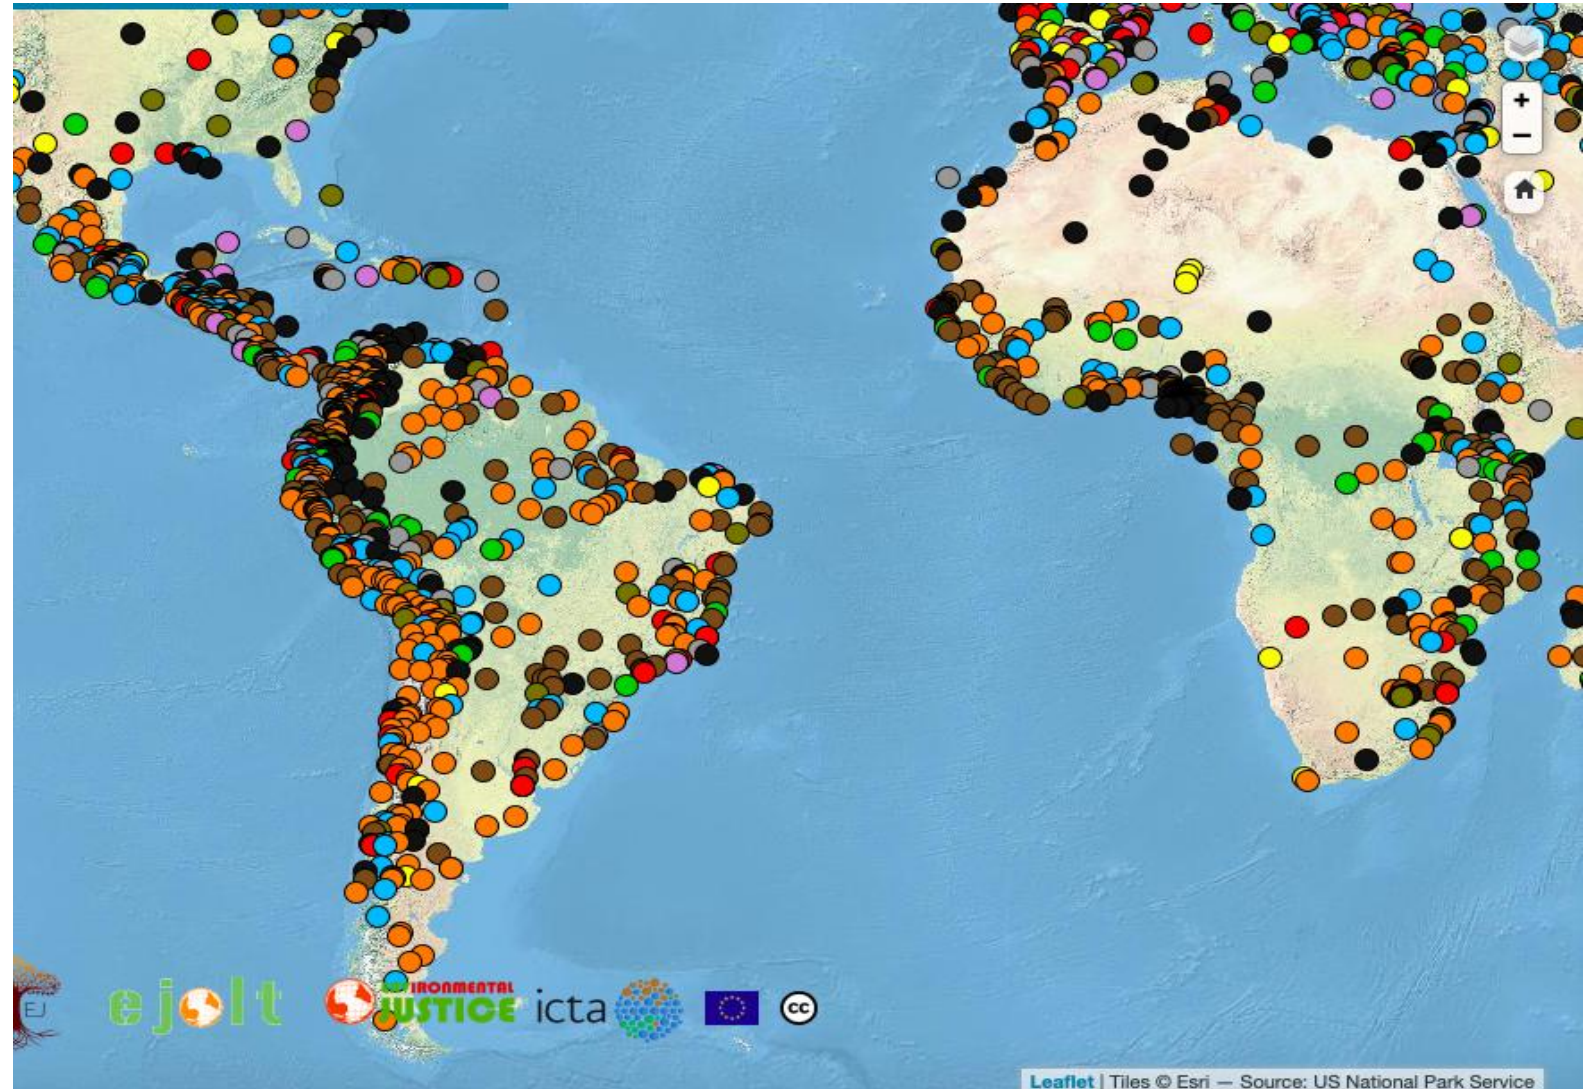 +
−
EJ
ejolt
ENVIRONMENTAL
JUSTICE
icta
cc
Leaflet | Tiles © Esri — Source: US National Park Service